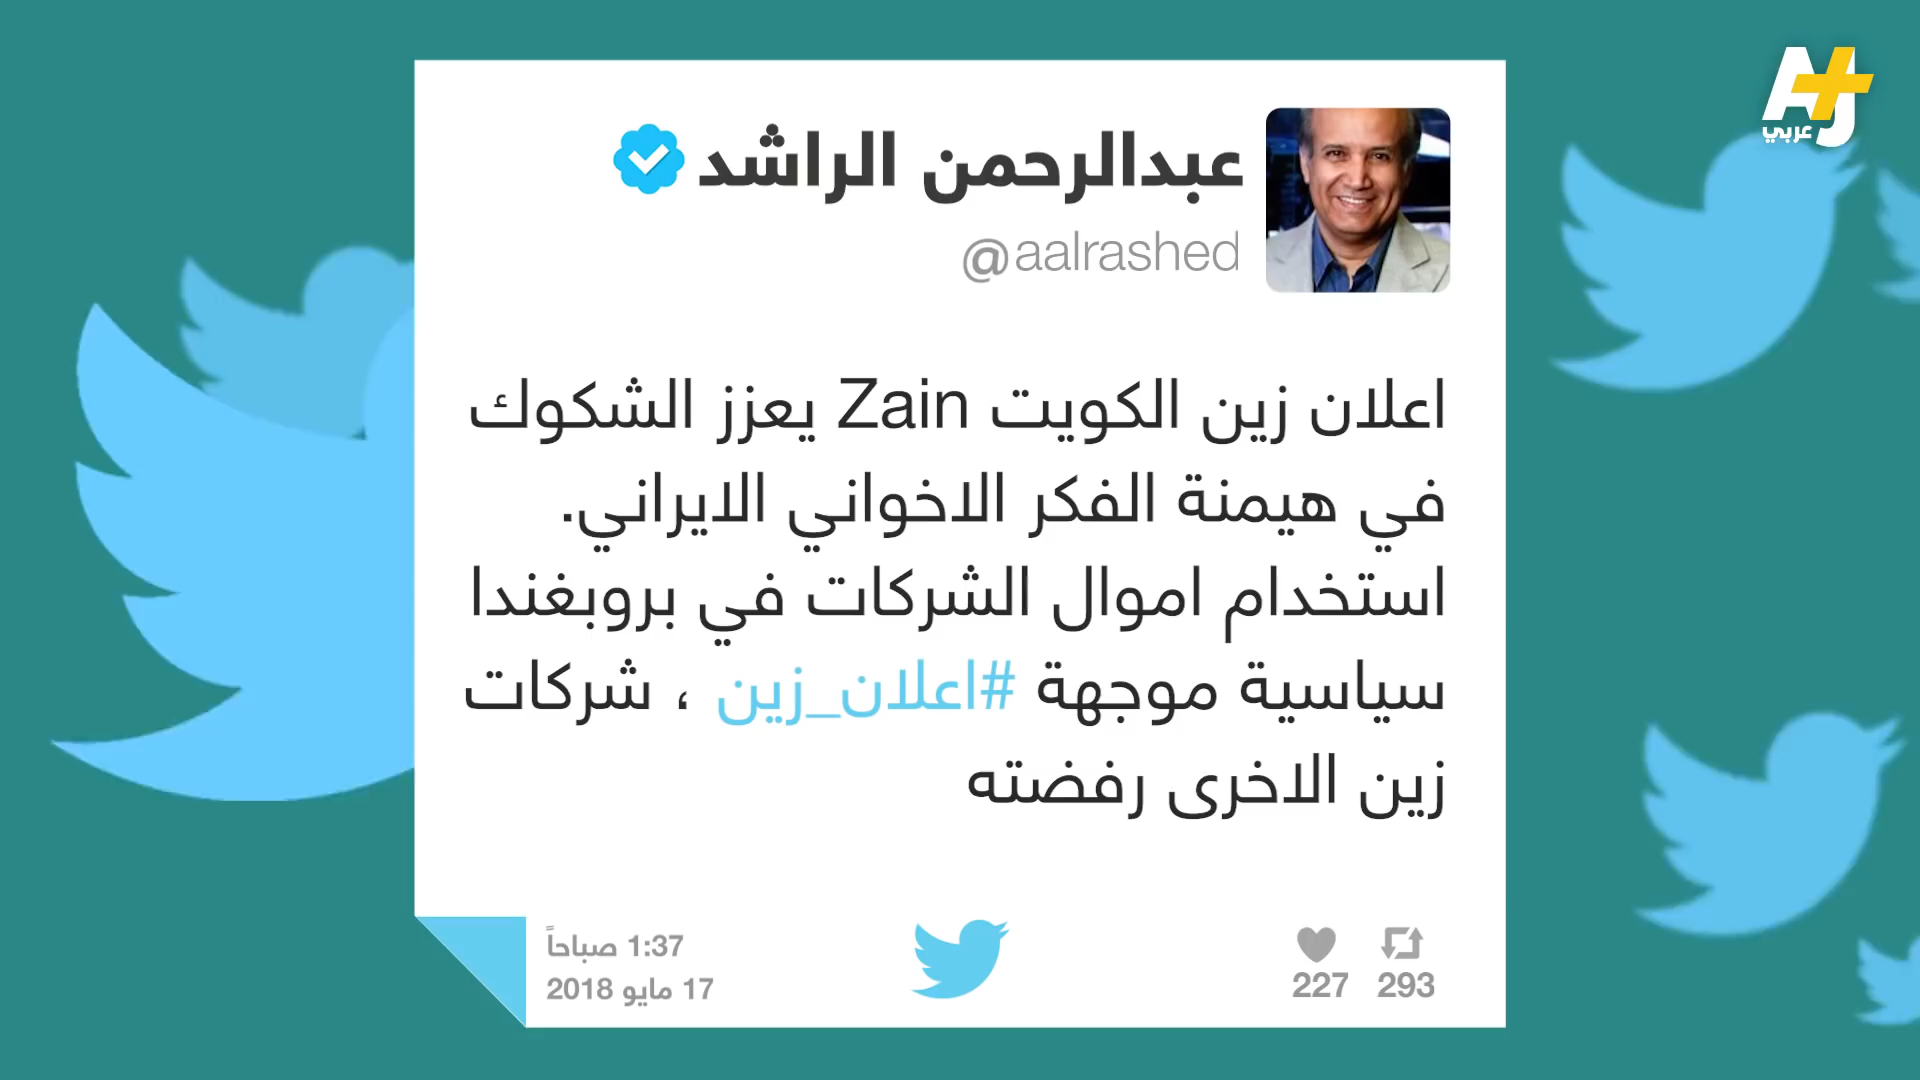 عربي
عبدالرحمن الراشد
@aalrashed
اعلان زين الكويت Zain يعزز الشكوك
في هيمنة الفكر الاخواني الايراني.
استخدام اموال الشركات في بروبغندا
سياسية موجهة #اعلان_زين ، شركات
زين الاخرى رفضته
293 227
1:37 صباحاً
17 مايو 2018